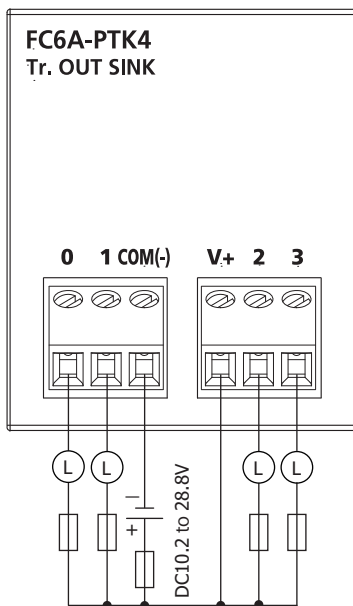 FC6A-PTK4
Tr. OUT SINK
0 1 COM(-) V+ 2 3
L L L L
− +
DC10.2 to 28.8V